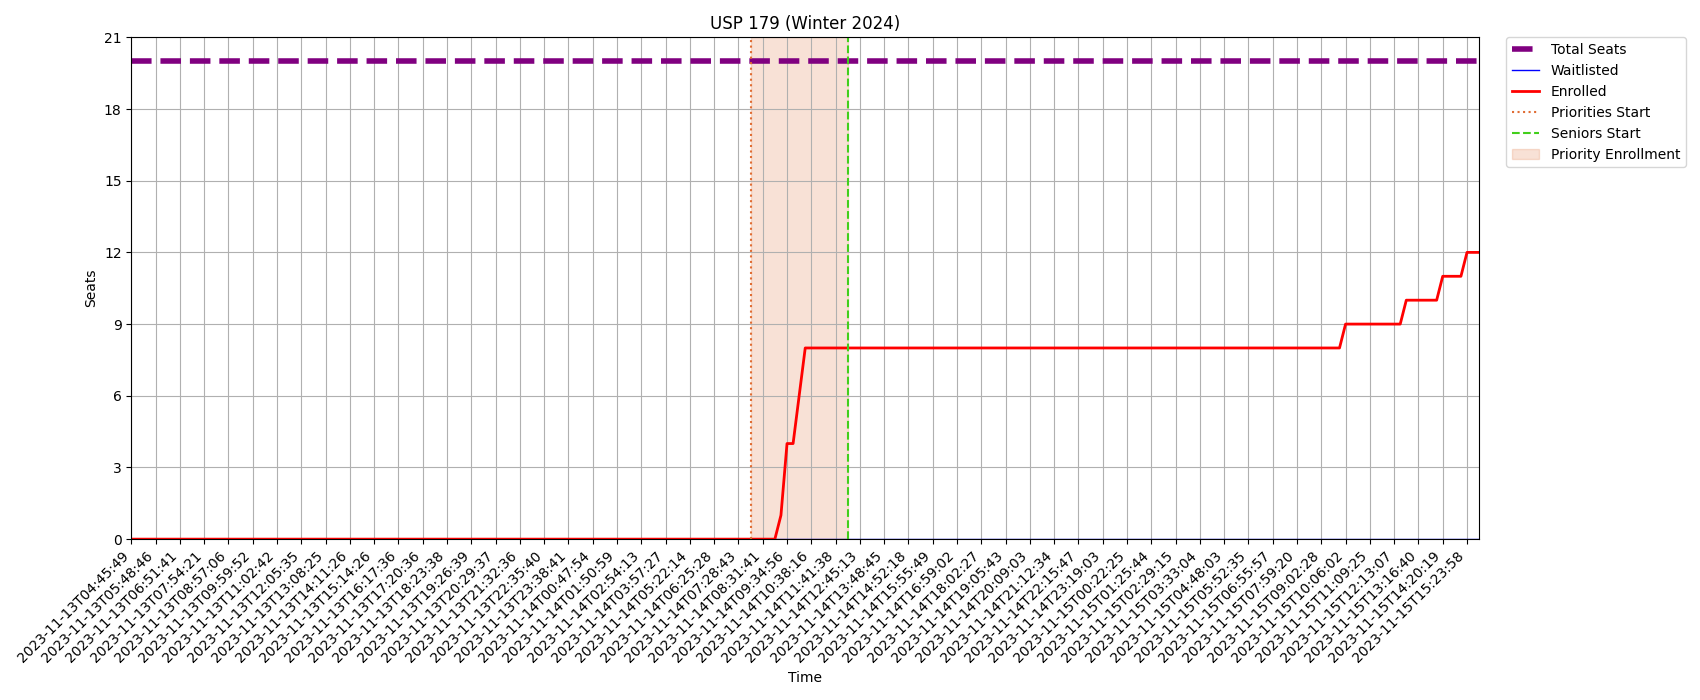 USP 179 (Winter 2024)
21
18
15
12
9
6
3
0
Seats
Total Seats
Waitlisted
Enrolled
Priorities Start
Seniors Start
Priority Enrollment
2023-11-13T04:45:49
2023-11-13T05:48:46
2023-11-13T06:51:41
2023-11-13T07:54:21
2023-11-13T08:57:06
2023-11-13T09:59:52
2023-11-13T11:02:42
2023-11-13T12:05:35
2023-11-13T13:08:25
2023-11-13T14:11:26
2023-11-13T15:14:26
2023-11-13T16:17:36
2023-11-13T17:20:36
2023-11-13T18:23:38
2023-11-13T19:26:39
2023-11-13T20:29:37
2023-11-13T21:32:36
2023-11-13T22:35:40
2023-11-13T23:38:41
2023-11-14T00:47:54
2023-11-14T01:50:59
2023-11-14T02:54:13
2023-11-14T03:57:27
2023-11-14T05:22:14
2023-11-14T06:25:28
2023-11-14T07:28:43
2023-11-14T08:31:41
2023-11-14T09:34:56
2023-11-14T10:38:16
2023-11-14T11:41:38
2023-11-14T12:45:13
2023-11-14T13:48:45
2023-11-14T14:52:18
2023-11-14T15:55:49
2023-11-14T16:59:02
2023-11-14T18:02:27
2023-11-14T19:05:43
2023-11-14T20:09:03
2023-11-14T21:12:34
2023-11-14T22:15:47
2023-11-14T23:19:03
2023-11-15T00:22:25
2023-11-15T01:25:44
2023-11-15T02:29:15
2023-11-15T03:33:04
2023-11-15T04:48:03
2023-11-15T05:52:35
2023-11-15T06:55:57
2023-11-15T07:59:20
2023-11-15T09:02:28
2023-11-15T10:06:02
2023-11-15T11:09:25
2023-11-15T12:13:07
2023-11-15T13:16:40
2023-11-15T14:20:19
2023-11-15T15:23:58
Time